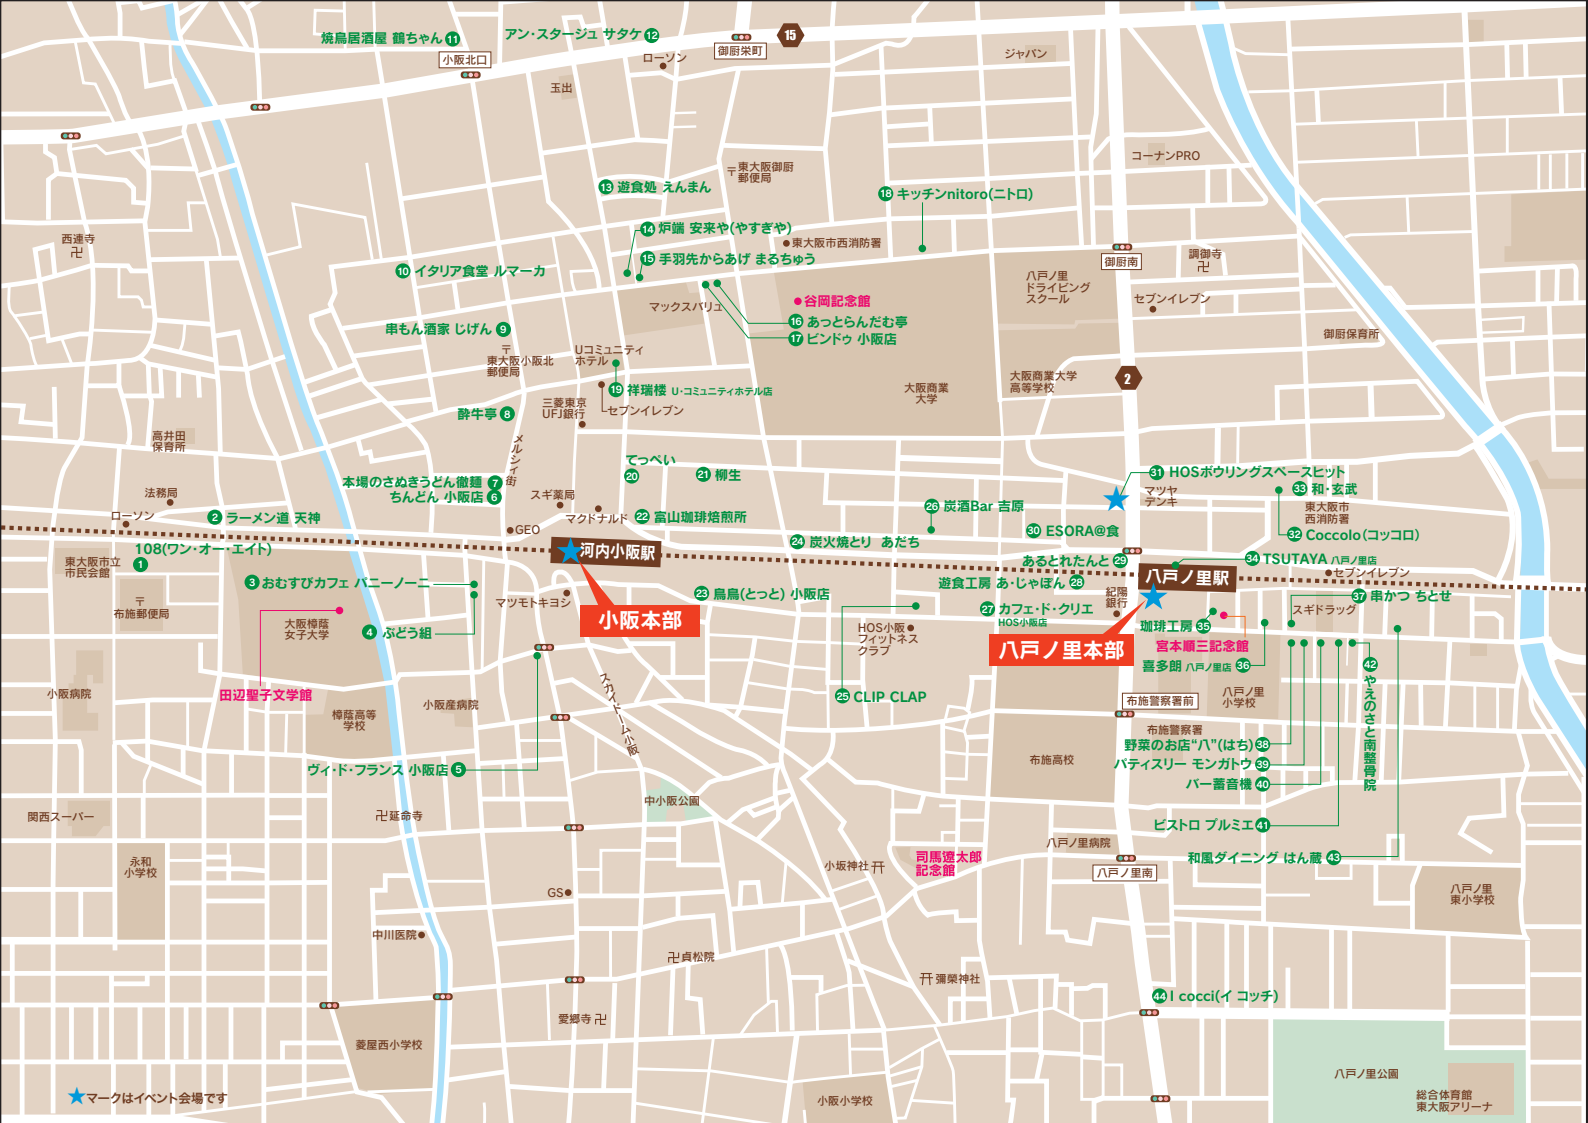 焼鳥居酒屋 鶴ちゃん 11
小阪北口
アン・スタージュ サタケ 12
ローソン
玉出
御厨栄町
15
ジャパン
コーナンPRO
〒東大阪御厨
郵便局
13 遊食処 えんまん
18 キッチンnitoro(ニトロ)
14 炉端 安来や(やすぎや)
東大阪市西消防署
15 手羽先からあげ まるちゅう
西連寺
卍
10 イタリア食堂 ルマーカ
マックスバリュ
谷岡記念館
16 あっとらんだむ亭
17 ビンドゥ 小阪店
八戸ノ里
ドライビング
スクール
御厨南
調御寺
卍
セブンイレブン
御厨保育所
串もん酒家 じげん 9
〒
東大阪小阪北
郵便局
Uコミュニティ
ホテル
19 祥瑞楼 U・コミュニティホテル店
三菱東京
UFJ銀行
セブンイレブン
大阪商業
大学
大阪商業大学
高等学校
2
酔牛亭 8
メルシィ街
高井田
保育所
法務局
ローソン
2 ラーメン道 天神
本場のさぬきうどん徹麺 7
ちんどん 小阪店 6
てっぺい
20
21 柳生
スギ薬局
マクドナルド
22 富山珈琲焙煎所
GEO
河内小阪駅
小阪本部
24 炭火焼とり あだち
26 炭酒Bar 吉原
30 ESORA@食
31 HOSボウリングスペースヒット
マツヤ
デンキ
33 和・玄武
東大阪市
西消防署
32 Coccolo(コッコロ)
あるとれたんと 29
34 TSUTAYA 八戸ノ里店
セブンイレブン
八戸ノ里駅
八戸ノ里本部
遊食工房 あ・じゃぽん 28
紀陽
銀行
27 カフェ・ド・クリエ
HOS小阪店
37 串かつ ちとせ
スギドラッグ
珈琲工房 35
宮本順三記念館
喜多郎 八戸ノ里店 36
108(ワン・オー・エイト)
1
東大阪市立
市民会館
〒
布施郵便局
3 おむすびカフェ パニーノーニ
大阪樟蔭
女子大学
4 ぶどう組
マツモトキヨシ
23 鳥鳥(とっと) 小阪店
HOS小阪
フィットネス
クラブ
25 CLIP CLAP
田辺聖子文学館
小阪病院
樟蔭高等
学校
小阪産病院
スカイドーム小阪
ヴィ・ド・フランス 小阪店 5
布施警察署前
布施警察署
八戸ノ里
小学校
42
やえのさと南整骨院
野菜のお店“八”(はち) 38
パティスリー モンガトウ 39
バー蓄音機 40
ビストロ プルミエ 41
和風ダイニング はん蔵 43
布施高校
中小阪公園
関西スーパー
卍延命寺
永和
小学校
八戸ノ里病院
八戸ノ里南
小坂神社
司馬遼太郎
記念館
八戸ノ里
東小学校
GS
中川医院
卍貞松院
彌榮神社
愛郷寺 卍
44 I cocci(イ コッチ)
菱屋西小学校
小阪小学校
八戸ノ里公園
総合体育館
東大阪アリーナ
★マークはイベント会場です